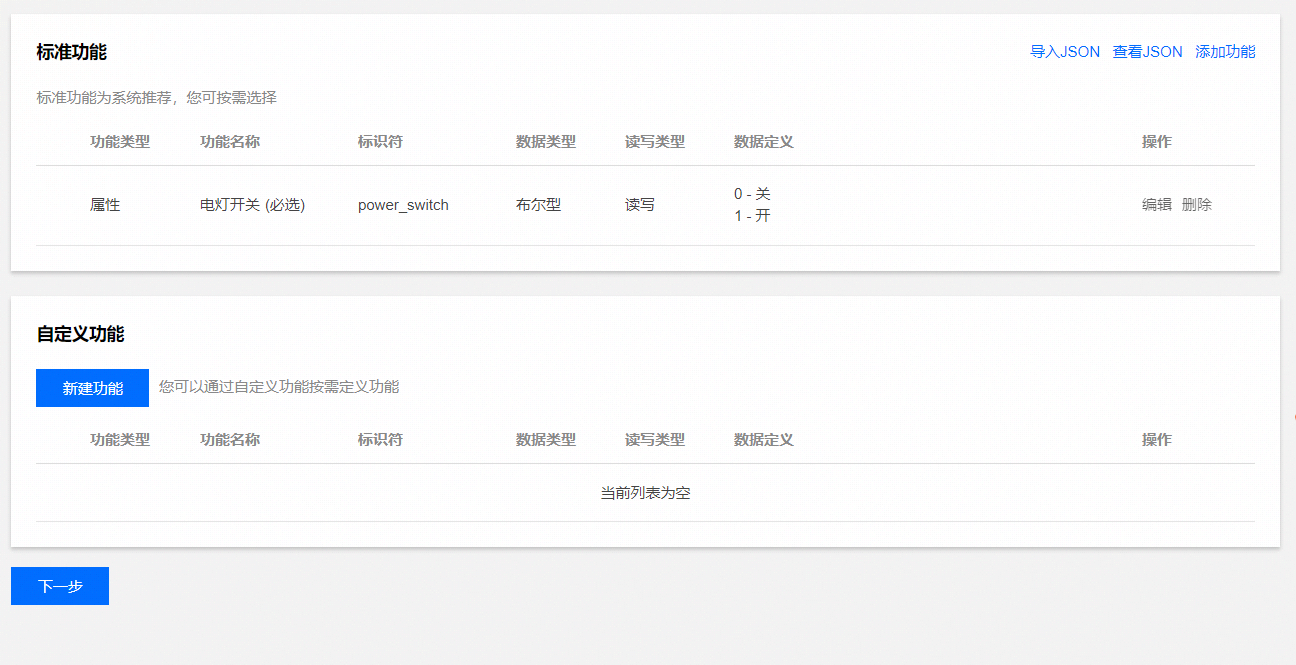 标准功能 导入JSON 查看JSON 添加功能
标准功能为系统推荐，您可按需选择
功能类型 功能名称 标识符 数据类型 读写类型 数据定义 操作
属性 电灯开关 (必选) power_switch 布尔型 读写 0 - 关 编辑 删除
1 - 开
自定义功能
新建功能 您可以通过自定义功能按需定义功能
功能类型 功能名称 标识符 数据类型 读写类型 数据定义 操作
当前列表为空
下一步